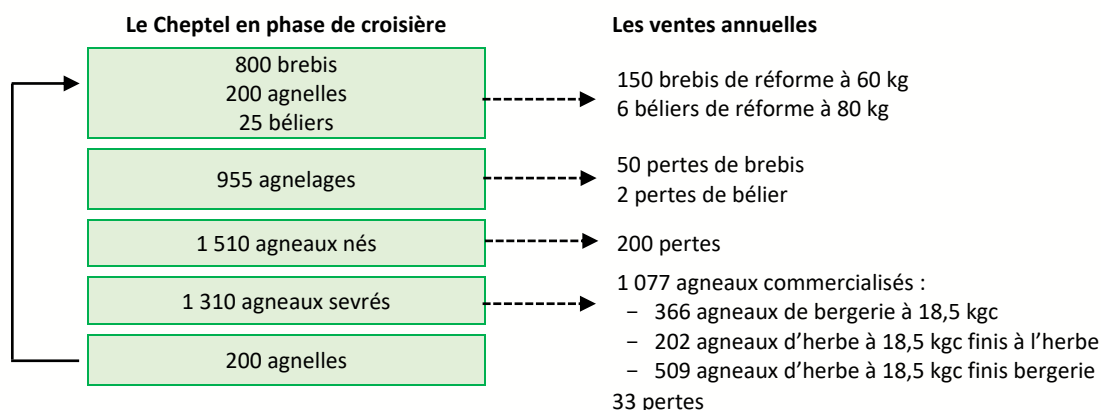 Le Cheptel en phase de croisière
800 brebis
200 agnelles
25 béliers
955 agnelages
1 510 agneaux nés
1 310 agneaux sevrés
200 agnelles
Les ventes annuelles
150 brebis de réforme à 60 kg
6 béliers de réforme à 80 kg
50 pertes de brebis
2 pertes de bélier
200 pertes
1 077 agneaux commercialisés :
− 366 agneaux de bergerie à 18,5 kgc
− 202 agneaux d’herbe à 18,5 kgc finis à l’herbe
− 509 agneaux d’herbe à 18,5 kgc finis bergerie
33 pertes